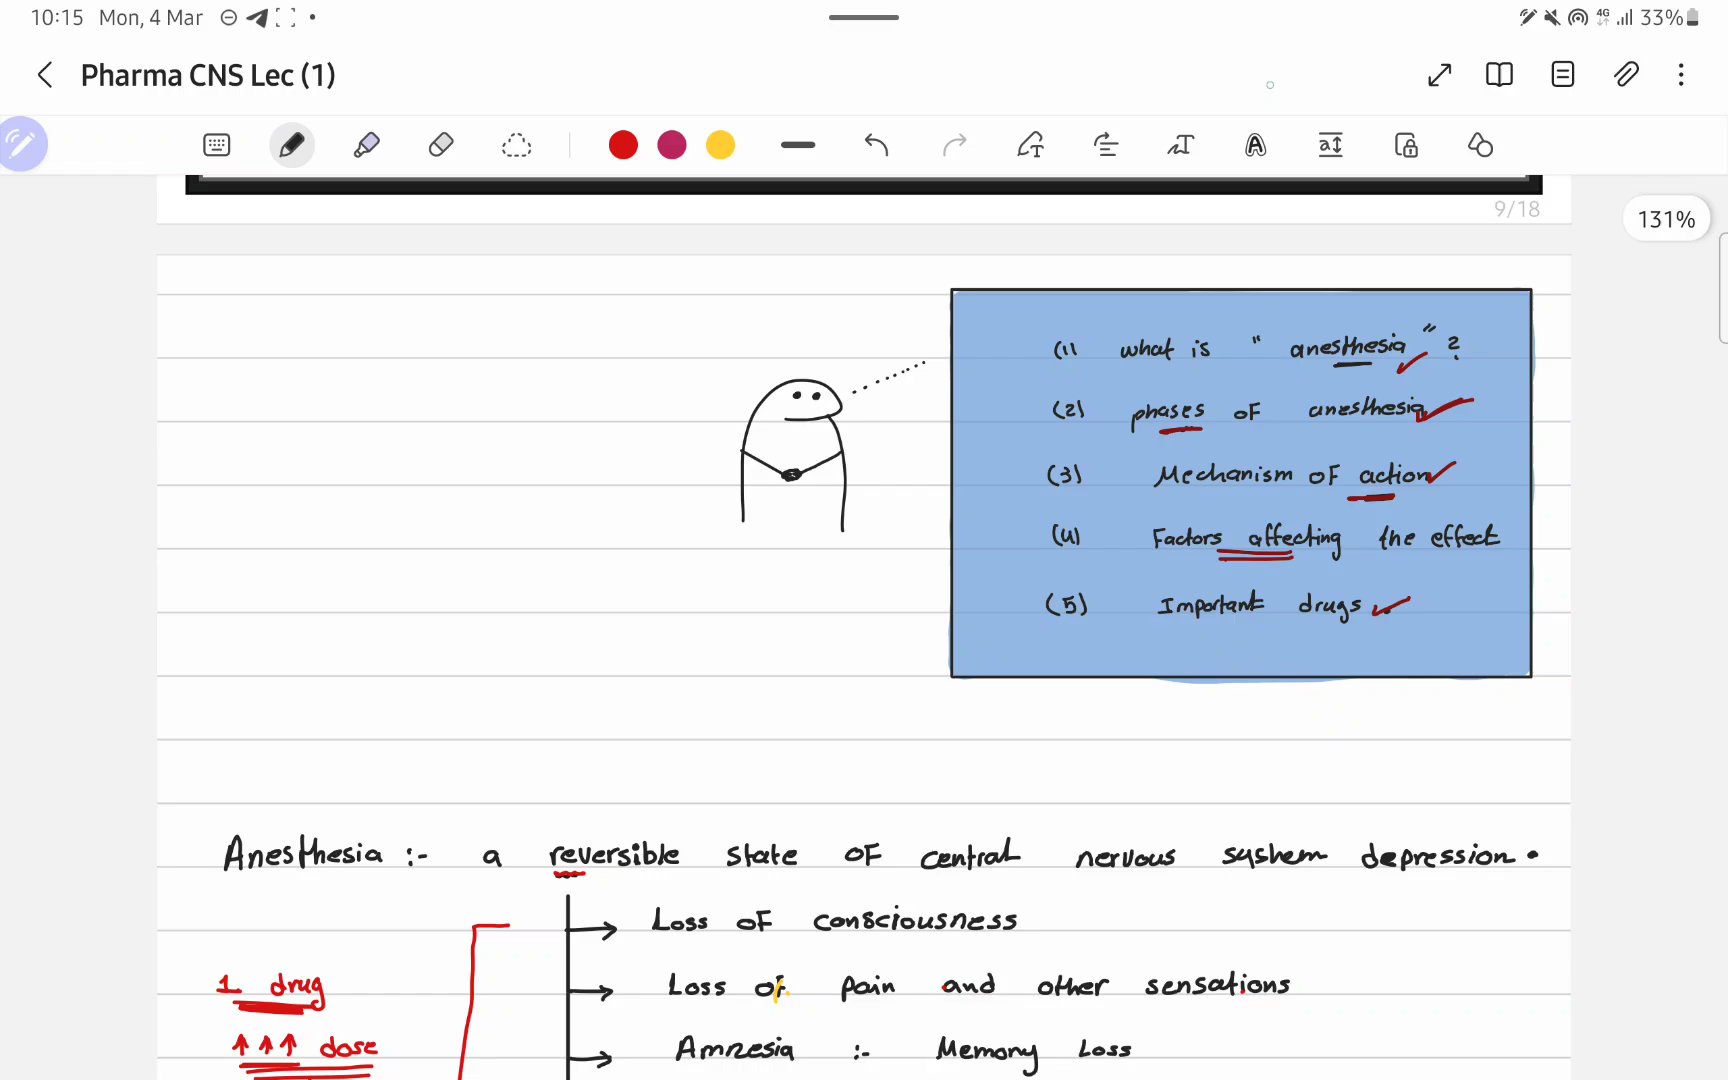 10:15 Mon, 4 Mar
4G 33%
Pharma CNS Lec (1)
9/18
131%
(1) what is " anesthesia " ?
(2) phases of anesthesia
(3) Mechanism of action
(4) Factors affecting the effect
(5) Important drugs
Anesthesia :- a reversible state of central nervous system depression.
Loss of consciousness
1 drug
Loss of pain and other sensations
↑↑↑ dose
Amnesia :- Memory Loss